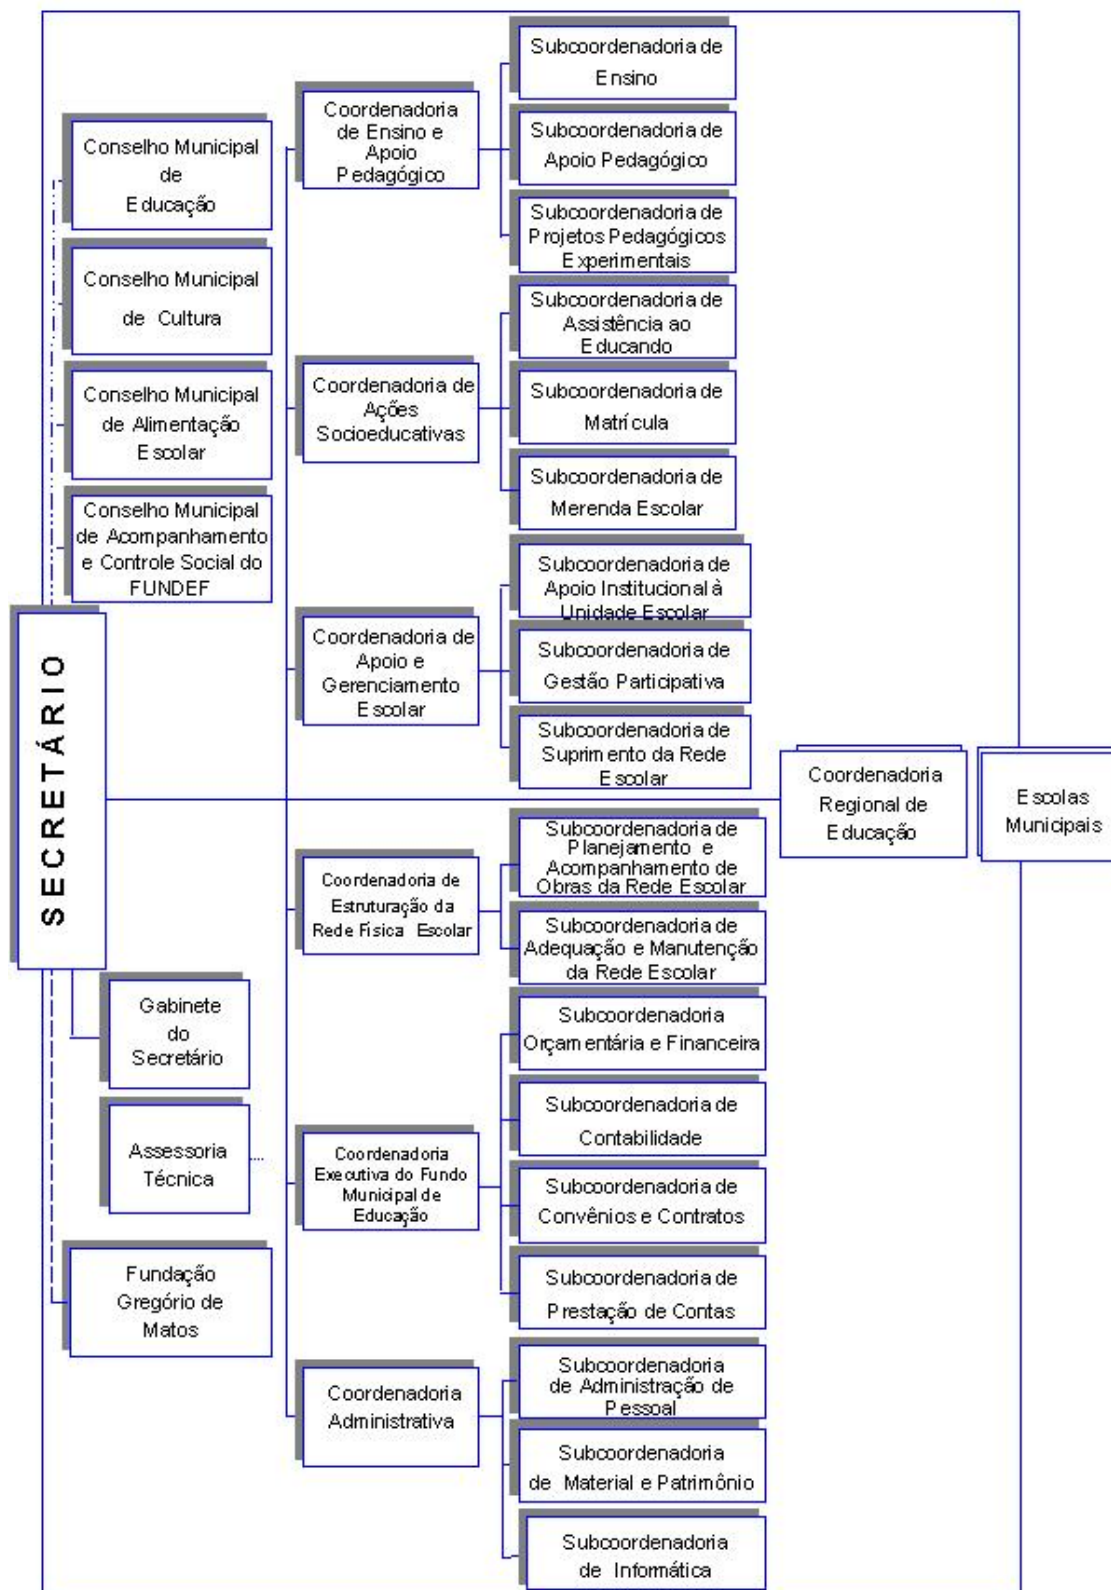 Conselho Municipal
de
Educação
Conselho Municipal
de Cultura
Conselho Municipal
de Alimentação
Escolar
Conselho Municipal
de Acompanhamento
e Controle Social do
FUNDEF
SECRETÁRIO
Gabinete
do
Secretário
Assessoria
Técnica
Fundação
Gregório de
Matos
Coordenadoria
de Ensino e
Apoio
Pedagógico
Subcoordenadoria de
Ensino
Subcoordenadoria de
Apoio Pedagógico
Subcoordenadoria de
Projetos Pedagógicos
Experimentais
Coordenadoria de
Ações
Socioeducativas
Subcoordenadoria de
Assistência ao
Educando
Subcoordenadoria de
Matrícula
Subcoordenadoria de
Merenda Escolar
Coordenadoria de
Apoio e
Gerenciamento
Escolar
Subcoordenadoria de
Apoio Institucional à
Unidade Escolar
Subcoordenadoria de
Gestão Participativa
Subcoordenadoria de
Suprimento da Rede
Escolar
Coordenadoria
Regional de
Educação
Escolas
Municipais
Coordenadoria de
Estruturação da
Rede Física Escolar
Subcoordenadoria de
Planejamento e
Acompanhamento de
Obras da Rede Escolar
Subcoordenadoria de
Adequação e Manutenção
da Rede Escolar
Coordenadoria
Executiva do Fundo
Municipal de
Educação
Subcoordenadoria
Orçamentária e Financeira
Subcoordenadoria de
Contabilidade
Subcoordenadoria de
Convênios e Contratos
Subcoordenadoria de
Prestação de Contas
Coordenadoria
Administrativa
Subcoordenadoria
de Administração de
Pessoal
Subcoordenadoria
de Material e Patrimônio
Subcoordenadoria
de Informática